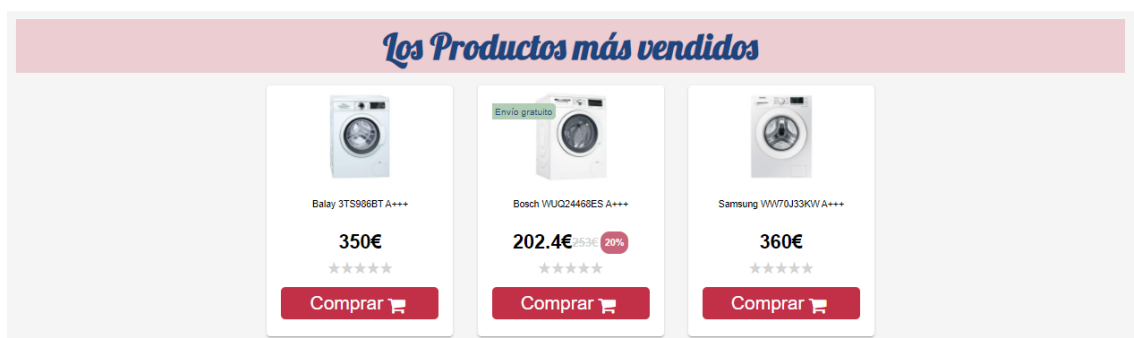 Los Productos más vendidos
Balay 3TS986BT A+++
350€
Comprar
Envío gratuito
Bosch WUQ24468ES A+++
202.4€ 253€ 20%
Comprar
Samsung WW70J33KW A+++
360€
Comprar